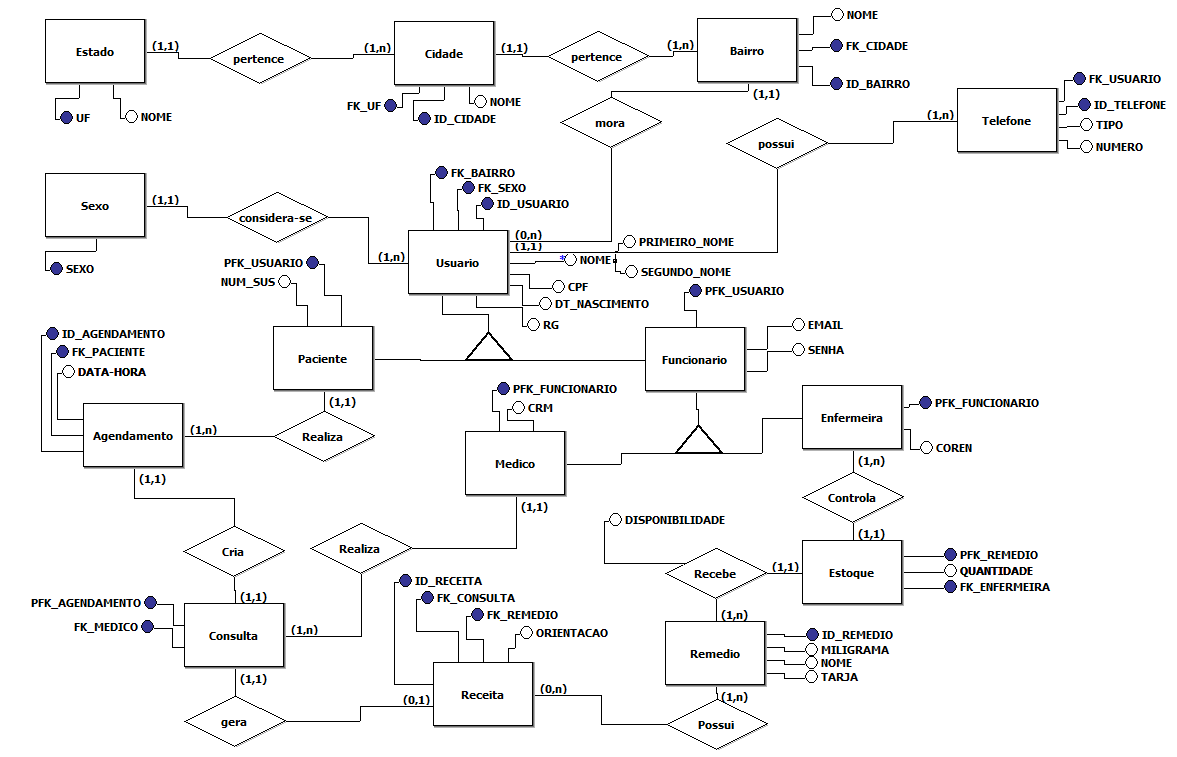 Estado
(1,1)
pertence
(1,n)
Cidade
(1,1)
pertence
(1,n)
Bairro
NOME
FK_CIDADE
ID_BAIRRO
(1,1)
UF
NOME
FK_UF
ID_CIDADE
NOME
mora
possui
(1,n)
Telefone
FK_USUARIO
ID_TELEFONE
TIPO
NUMERO
Sexo
(1,1)
SEXO
considera-se
(1,n)
FK_BAIRRO
FK_SEXO
ID_USUARIO
Usuario
(0,n)
(1,1)
* NOME
PRIMEIRO_NOME
SEGUNDO_NOME
CPF
DT_NASCIMENTO
RG
PFK_USUARIO
NUM_SUS
Paciente
(1,1)
PFK_USUARIO
Funcionario
EMAIL
SENHA
ID_AGENDAMENTO
FK_PACIENTE
DATA-HORA
Agendamento
(1,n)
Realiza
(1,1)
PFK_FUNCIONARIO
CRM
Medico
(1,1)
Enfermeira
PFK_FUNCIONARIO
COREN
(1,n)
Controla
(1,1)
Cria
(1,1)
Realiza
(1,n)
DISPONIBILIDADE
Recebe
(1,1)
Estoque
PFK_REMEDIO
QUANTIDADE
FK_ENFERMEIRA
(1,n)
PFK_AGENDAMENTO
FK_MEDICO
Consulta
(1,1)
ID_RECEITA
FK_CONSULTA
FK_REMEDIO
ORIENTACAO
Remedio
ID_REMEDIO
MILIGRAMA
NOME
TARJA
(1,n)
gera
(0,1)
Receita
(0,n)
Possui